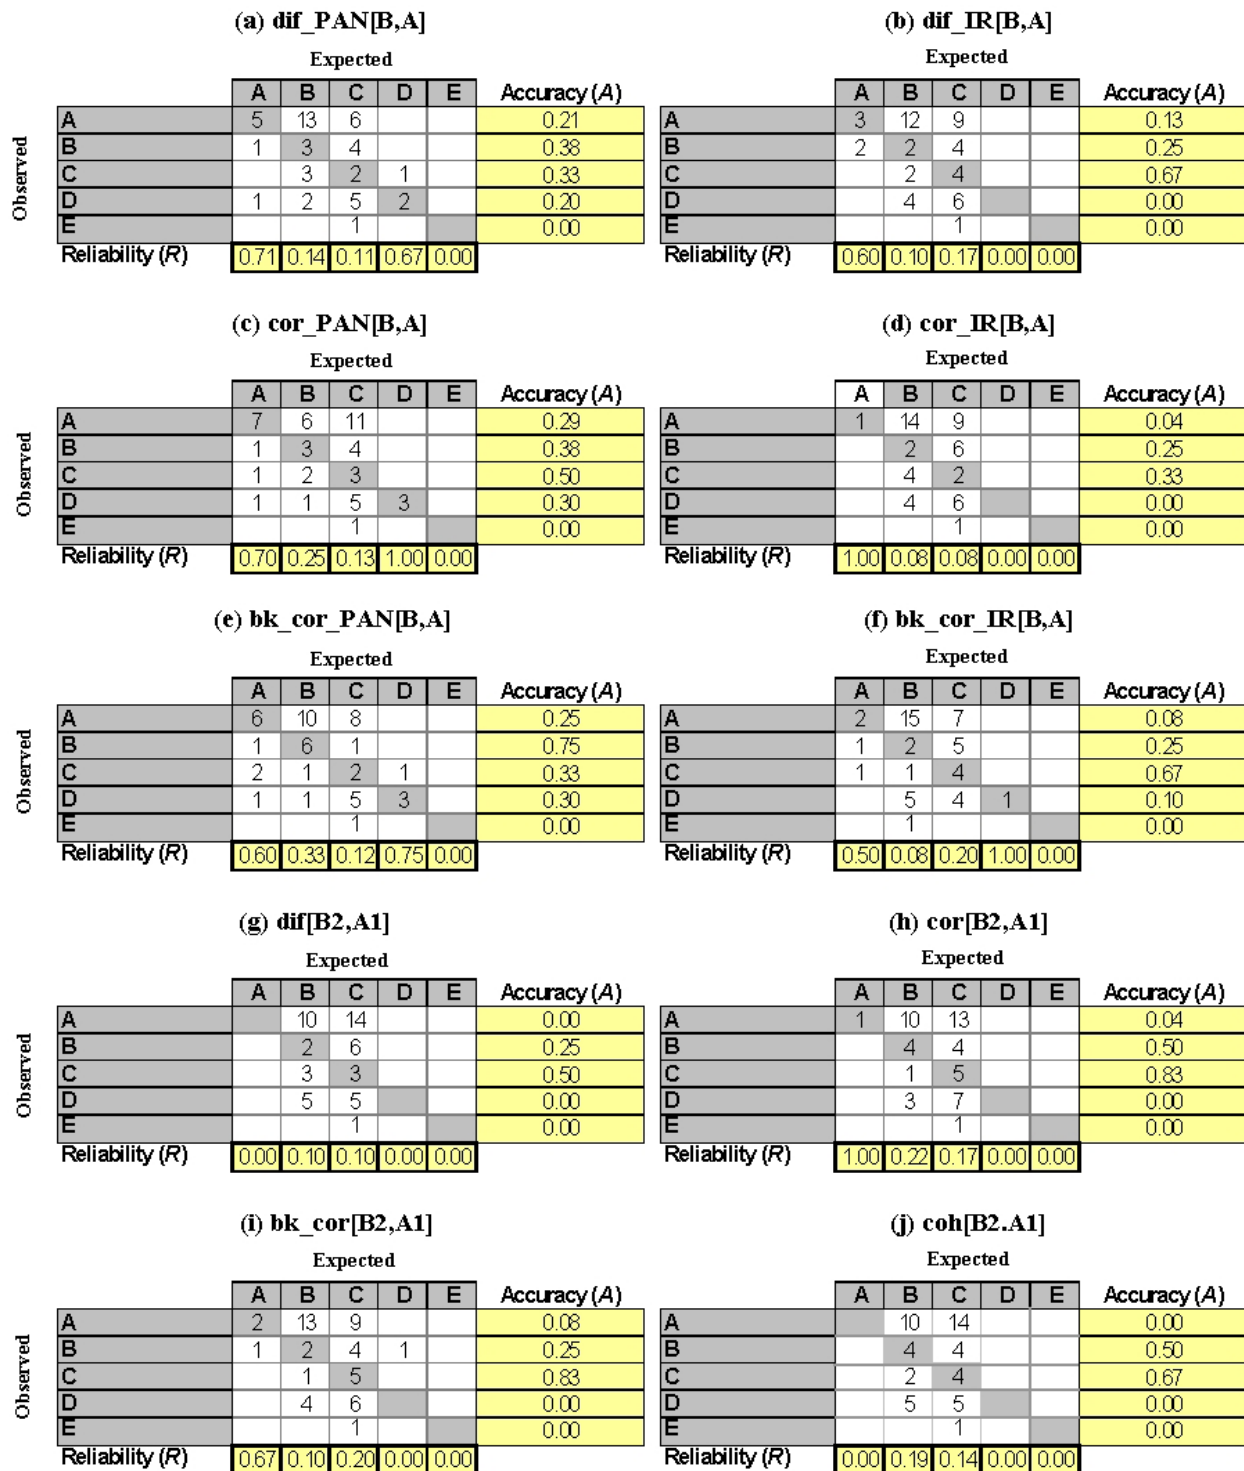 (a) dif_PAN[B,A]
Expected
A B C D E Accuracy (A)
Observed
A 5 13 6 0.21
B 1 3 4 0.38
C 3 2 1 0.33
D 1 2 5 2 0.20
E 1 0.00
Reliability (R) 0.71 0.14 0.11 0.67 0.00
(b) dif_IR[B,A]
Expected
A B C D E Accuracy (A)
A 3 12 9 0.13
B 2 2 4 0.25
C 2 4 0.67
D 4 6 0.00
E 1 0.00
Reliability (R) 0.60 0.10 0.17 0.00 0.00
(c) cor_PAN[B,A]
Expected
A B C D E Accuracy (A)
Observed
A 7 6 11 0.29
B 1 3 4 0.38
C 1 2 3 0.50
D 1 1 5 3 0.30
E 1 0.00
Reliability (R) 0.70 0.25 0.13 1.00 0.00
(d) cor_IR[B,A]
Expected
A B C D E Accuracy (A)
A 1 14 9 0.04
B 2 6 0.25
C 4 2 0.33
D 4 6 0.00
E 1 0.00
Reliability (R) 1.00 0.08 0.08 0.00 0.00
(e) bk_cor_PAN[B,A]
Expected
A B C D E Accuracy (A)
Observed
A 6 10 8 0.25
B 1 6 1 0.75
C 2 1 2 1 0.33
D 1 1 5 3 0.30
E 1 0.00
Reliability (R) 0.60 0.33 0.12 0.75 0.00
(f) bk_cor_IR[B,A]
Expected
A B C D E Accuracy (A)
A 2 15 7 0.08
B 1 2 5 0.25
C 1 1 4 0.67
D 5 4 1 0.10
E 1 0.00
Reliability (R) 0.50 0.08 0.20 1.00 0.00
(g) dif[B2,A1]
Expected
A B C D E Accuracy (A)
Observed
A 10 14 0.00
B 2 6 0.25
C 3 3 0.50
D 5 5 0.00
E 1 0.00
Reliability (R) 0.00 0.10 0.10 0.00 0.00
(h) cor[B2,A1]
Expected
A B C D E Accuracy (A)
A 1 10 13 0.04
B 4 4 0.50
C 1 5 0.83
D 3 7 0.00
E 1 0.00
Reliability (R) 1.00 0.22 0.17 0.00 0.00
(i) bk_cor[B2,A1]
Expected
A B C D E Accuracy (A)
Observed
A 2 13 9 0.08
B 1 2 4 1 0.25
C 1 5 0.83
D 4 6 0.00
E 1 0.00
Reliability (R) 0.67 0.10 0.20 0.00 0.00
(j) coh[B2.A1]
Expected
A B C D E Accuracy (A)
A 10 14 0.00
B 4 4 0.50
C 2 4 0.67
D 5 5 0.00
E 1 0.00
Reliability (R) 0.00 0.19 0.14 0.00 0.00